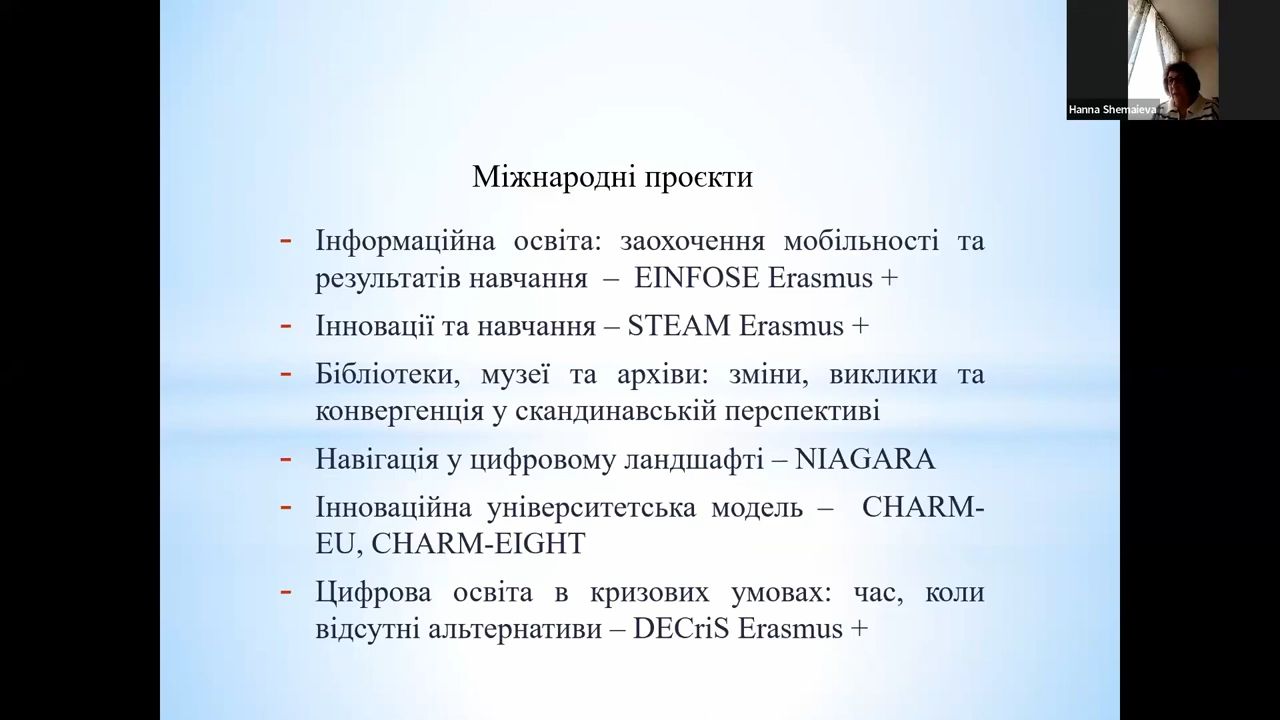 Hanna Shemaieva
Міжнародні проєкти
- Інформаційна освіта: заохочення мобільності та
результатів навчання – EINFOSE Erasmus +
- Інновації та навчання – STEAM Erasmus +
- Бібліотеки, музеї та архіви: зміни, виклики та
конвергенція у скандинавській перспективі
- Навігація у цифровому ландшафті – NIAGARA
- Інноваційна університетська модель – CHARM-
EU, CHARM-EIGHT
- Цифрова освіта в кризових умовах: час, коли
відсутні альтернативи – DECriS Erasmus +